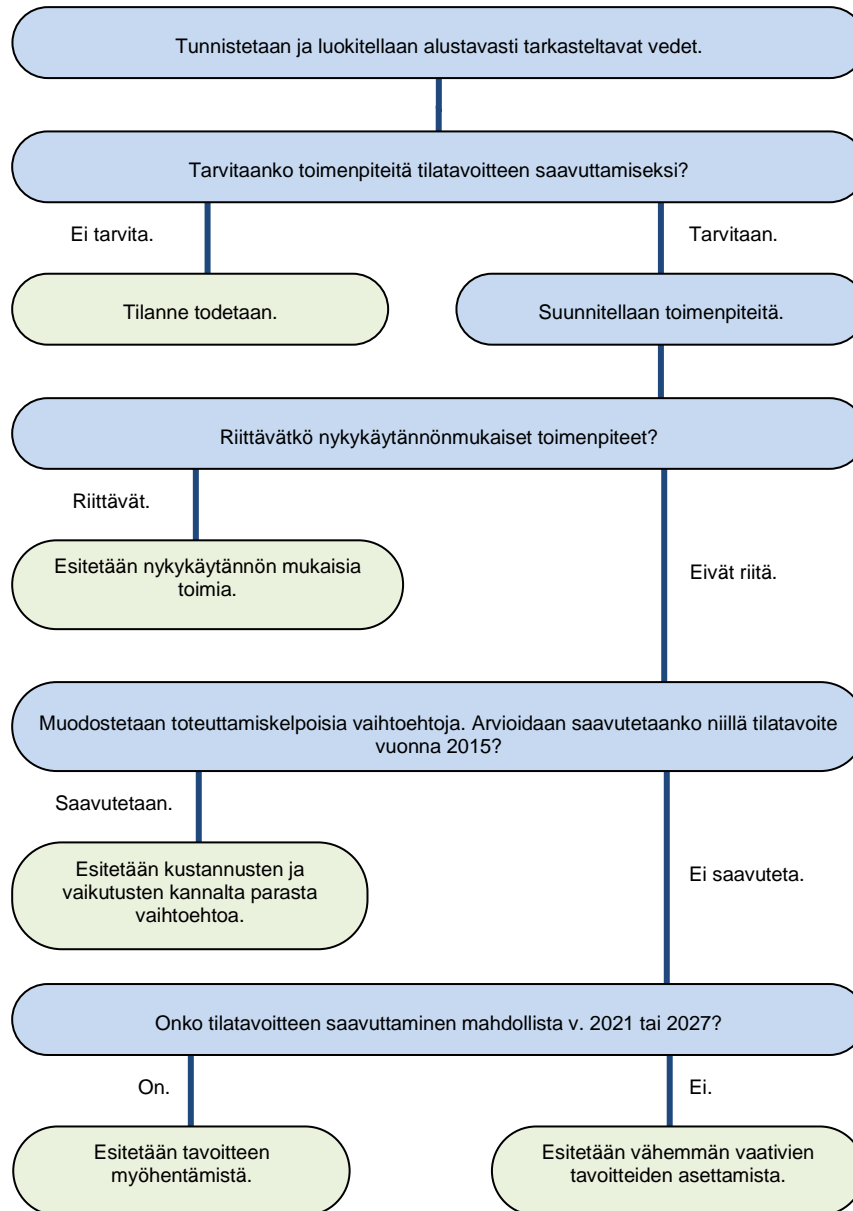 Tunnistetaan ja luokitellaan alustavasti tarkasteltavat vedet.
Tarvitaanko toimenpiteitä tilatavoitteen saavuttamiseksi?
Ei tarvita.
Tarvitaan.
Tilanne todetaan.
Suunnitellaan toimenpiteitä.
Riittävätkö nykykäytännönmukaiset toimenpiteet?
Riittävät.
Esitetään nykykäytännön mukaisia
toimia.
Eivät riitä.
Muodostetaan toteuttamiskelpoisia vaihtoehtoja. Arvioidaan saavutetaanko niillä tilatavoite
vuonna 2015?
Saavutetaan.
Esitetään kustannusten ja
vaikutusten kannalta parasta
vaihtoehtoa.
Ei saavuteta.
Onko tilatavoitteen saavuttaminen mahdollista v. 2021 tai 2027?
On.
Ei.
Esitetään tavoitteen
myöhentämistä.
Esitetään vähemmän vaativien
tavoitteiden asettamista.